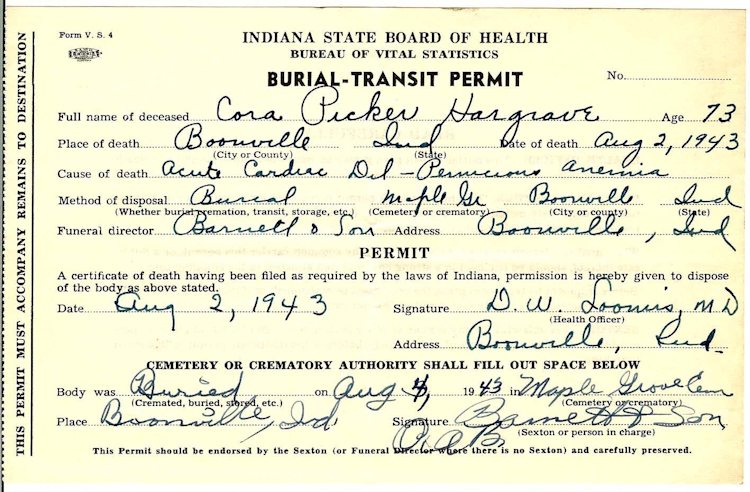 Form V. S. 4
INDIANA STATE BOARD OF HEALTH
BUREAU OF VITAL STATISTICS
BURIAL-TRANSIT PERMIT
No.
Full name of deceased Cora Picker Hargrave Age 73
Place of death Boonville Ind Date of death Aug 2, 1943
(City or County) (State)
Cause of death Acute Cardiac Dil - Pernicious Anemia
Method of disposal Burial Maple Gr Boonville Ind
(Whether burial, cremation, transit, storage, etc.) (Cemetery or crematory) (City or county) (State)
Funeral director Barnett & Son Address Boonville, Ind
PERMIT
A certificate of death having been filed as required by the laws of Indiana, permission is hereby given to dispose
of the body as above stated.
Date Aug 2, 1943 Signature D. W. Loomis, MD
(Health Officer)
Address Boonville, Ind.
CEMETERY OR CREMATORY AUTHORITY SHALL FILL OUT SPACE BELOW
Body was Buried on Aug 4, 1943 in Maple Grove Cem
(Cremated, buried, stored, etc.) (Cemetery or crematory)
Place Boonville, Ind. Signature Barnett & Son
(Sexton or person in charge)
This Permit should be endorsed by the Sexton (or Funeral Director where there is no Sexton) and carefully preserved.
THIS PERMIT MUST ACCOMPANY REMAINS TO DESTINATION